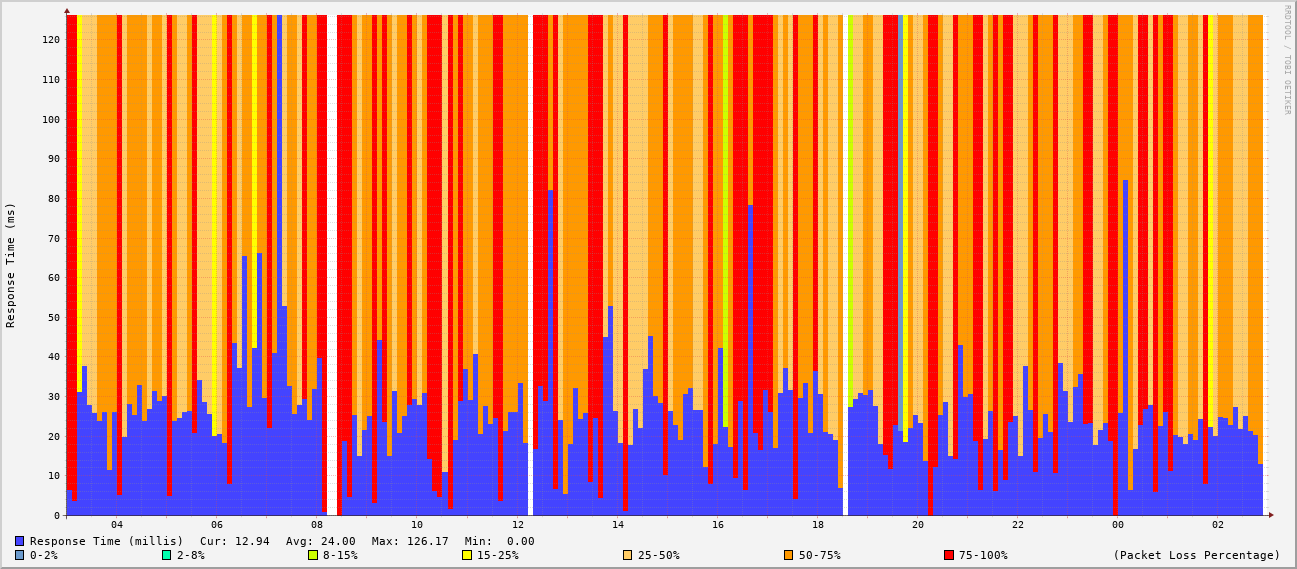 RRDTOOL / TOBI OETIKER
Response Time (ms)
120
110
100
90
80
70
60
50
40
30
20
10
0
04 06 08 10 12 14 16 18 20 22 00 02
Response Time (millis) Cur: 12.94 Avg: 24.00 Max: 126.17 Min: 0.00
0-2% 2-8% 8-15% 15-25% 25-50% 50-75% 75-100% (Packet Loss Percentage)